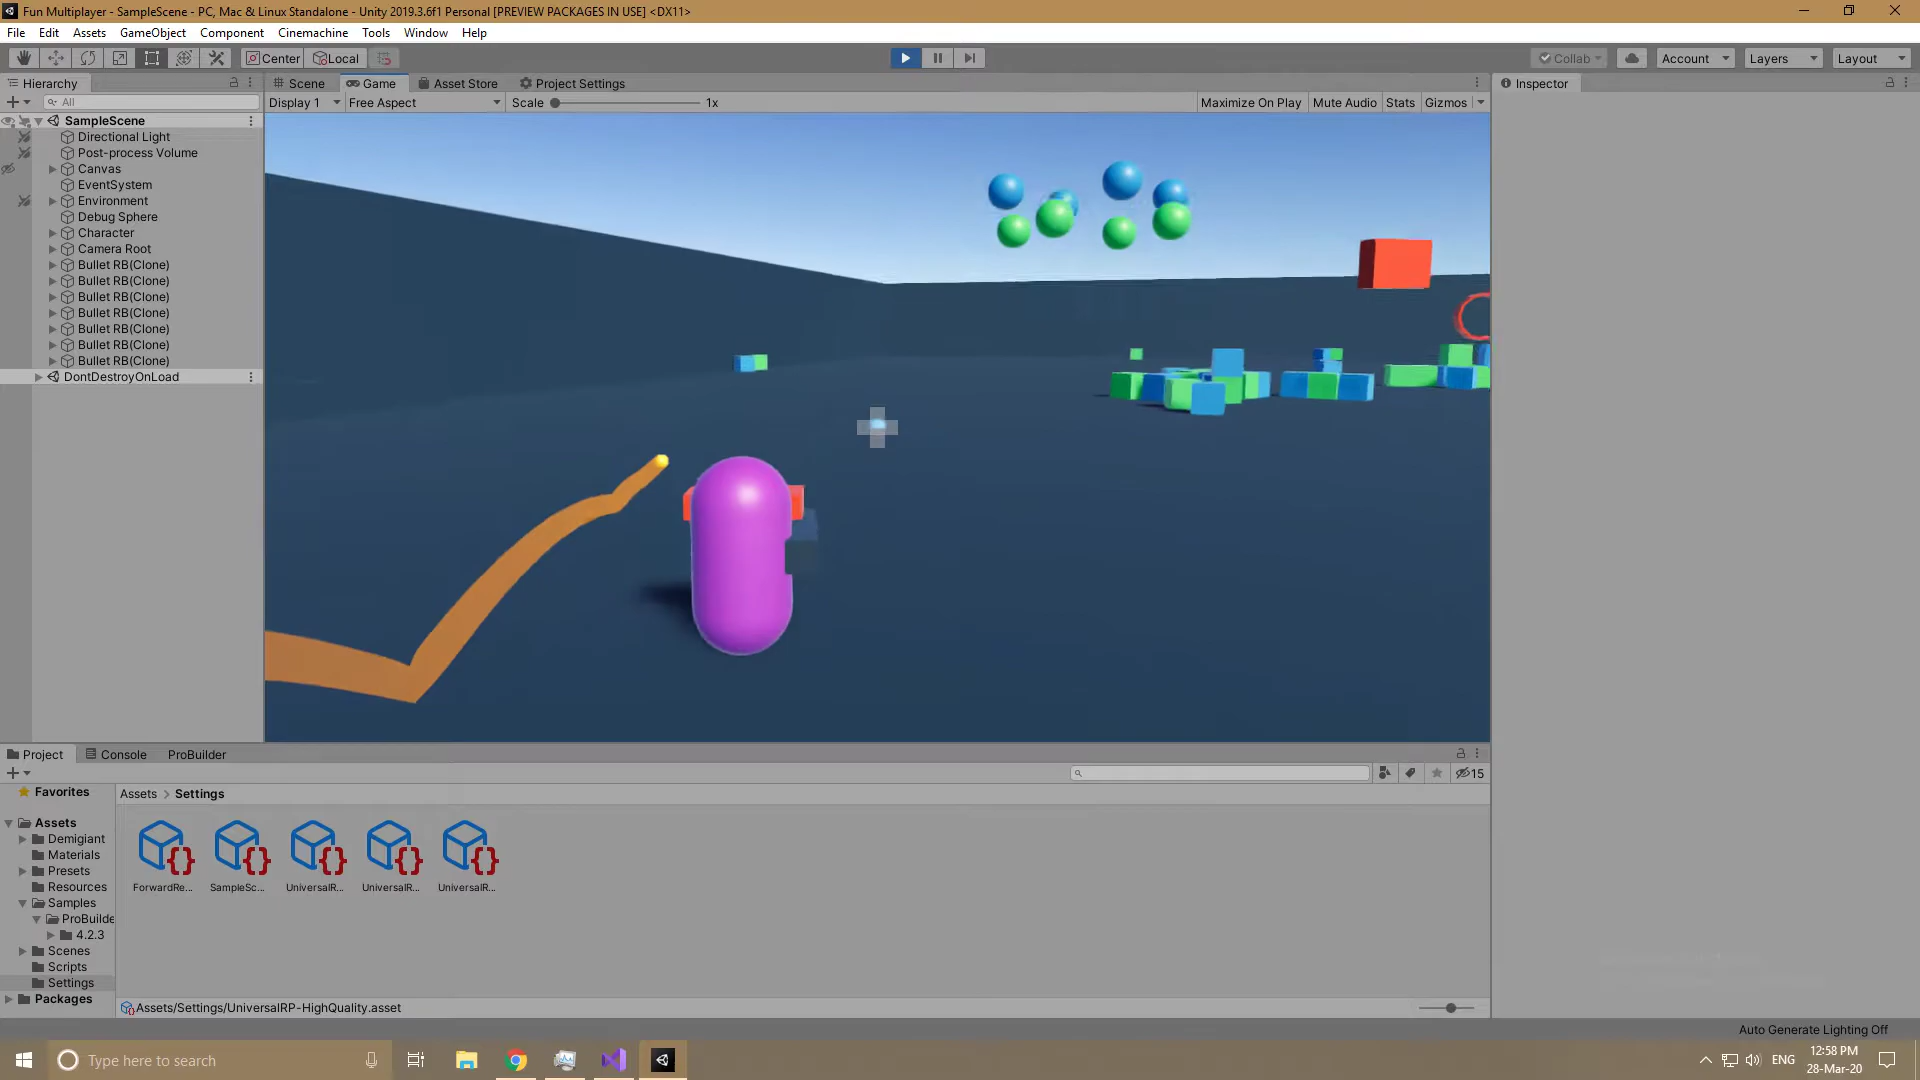 Fun Multiplayer - SampleScene - PC, Mac & Linux Standalone - Unity 2019.3.6f1 Personal [PREVIEW PACKAGES IN USE] <DX11>
File Edit Assets GameObject Component Cinemachine Tools Window Help
Center Local Collab Account Layers Layout
Hierarchy Scene Game Asset Store Project Settings Inspector
All Display 1 Free Aspect Scale 1x Maximize On Play Mute Audio Stats Gizmos
SampleScene
Directional Light
Post-process Volume
Canvas
EventSystem
Environment
Debug Sphere
Character
Camera Root
Bullet RB(Clone)
Bullet RB(Clone)
Bullet RB(Clone)
Bullet RB(Clone)
Bullet RB(Clone)
Bullet RB(Clone)
Bullet RB(Clone)
DontDestroyOnLoad
Project Console ProBuilder
15
Favorites
Assets > Settings
Assets
Demigiant
Materials
Presets
Resources
Samples
ProBuilde
4.2.3
Scenes
Scripts
Settings
Packages
ForwardRe... SampleSc... UniversalR... UniversalR... UniversalR...
Assets/Settings/UniversalRP-HighQuality.asset
Auto Generate Lighting Off
Type here to search
ENG
12:58 PM
28-Mar-20